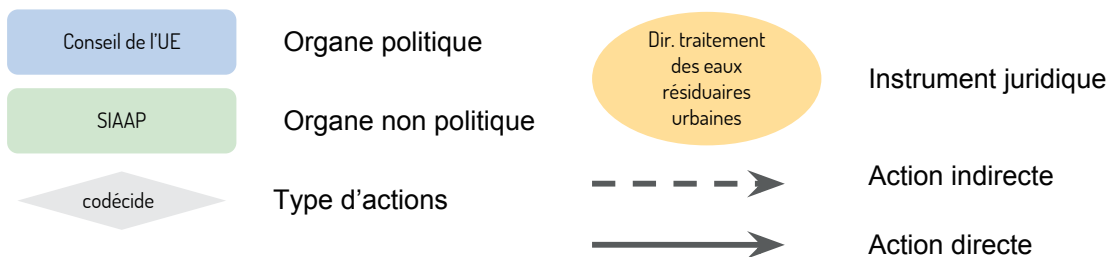 Conseil de l'UE
Organe politique
SIAAP
Organe non politique
codécide
Type d'actions
Dir. traitement
des eaux
résiduaires
urbaines
Instrument juridique
Action indirecte
Action directe